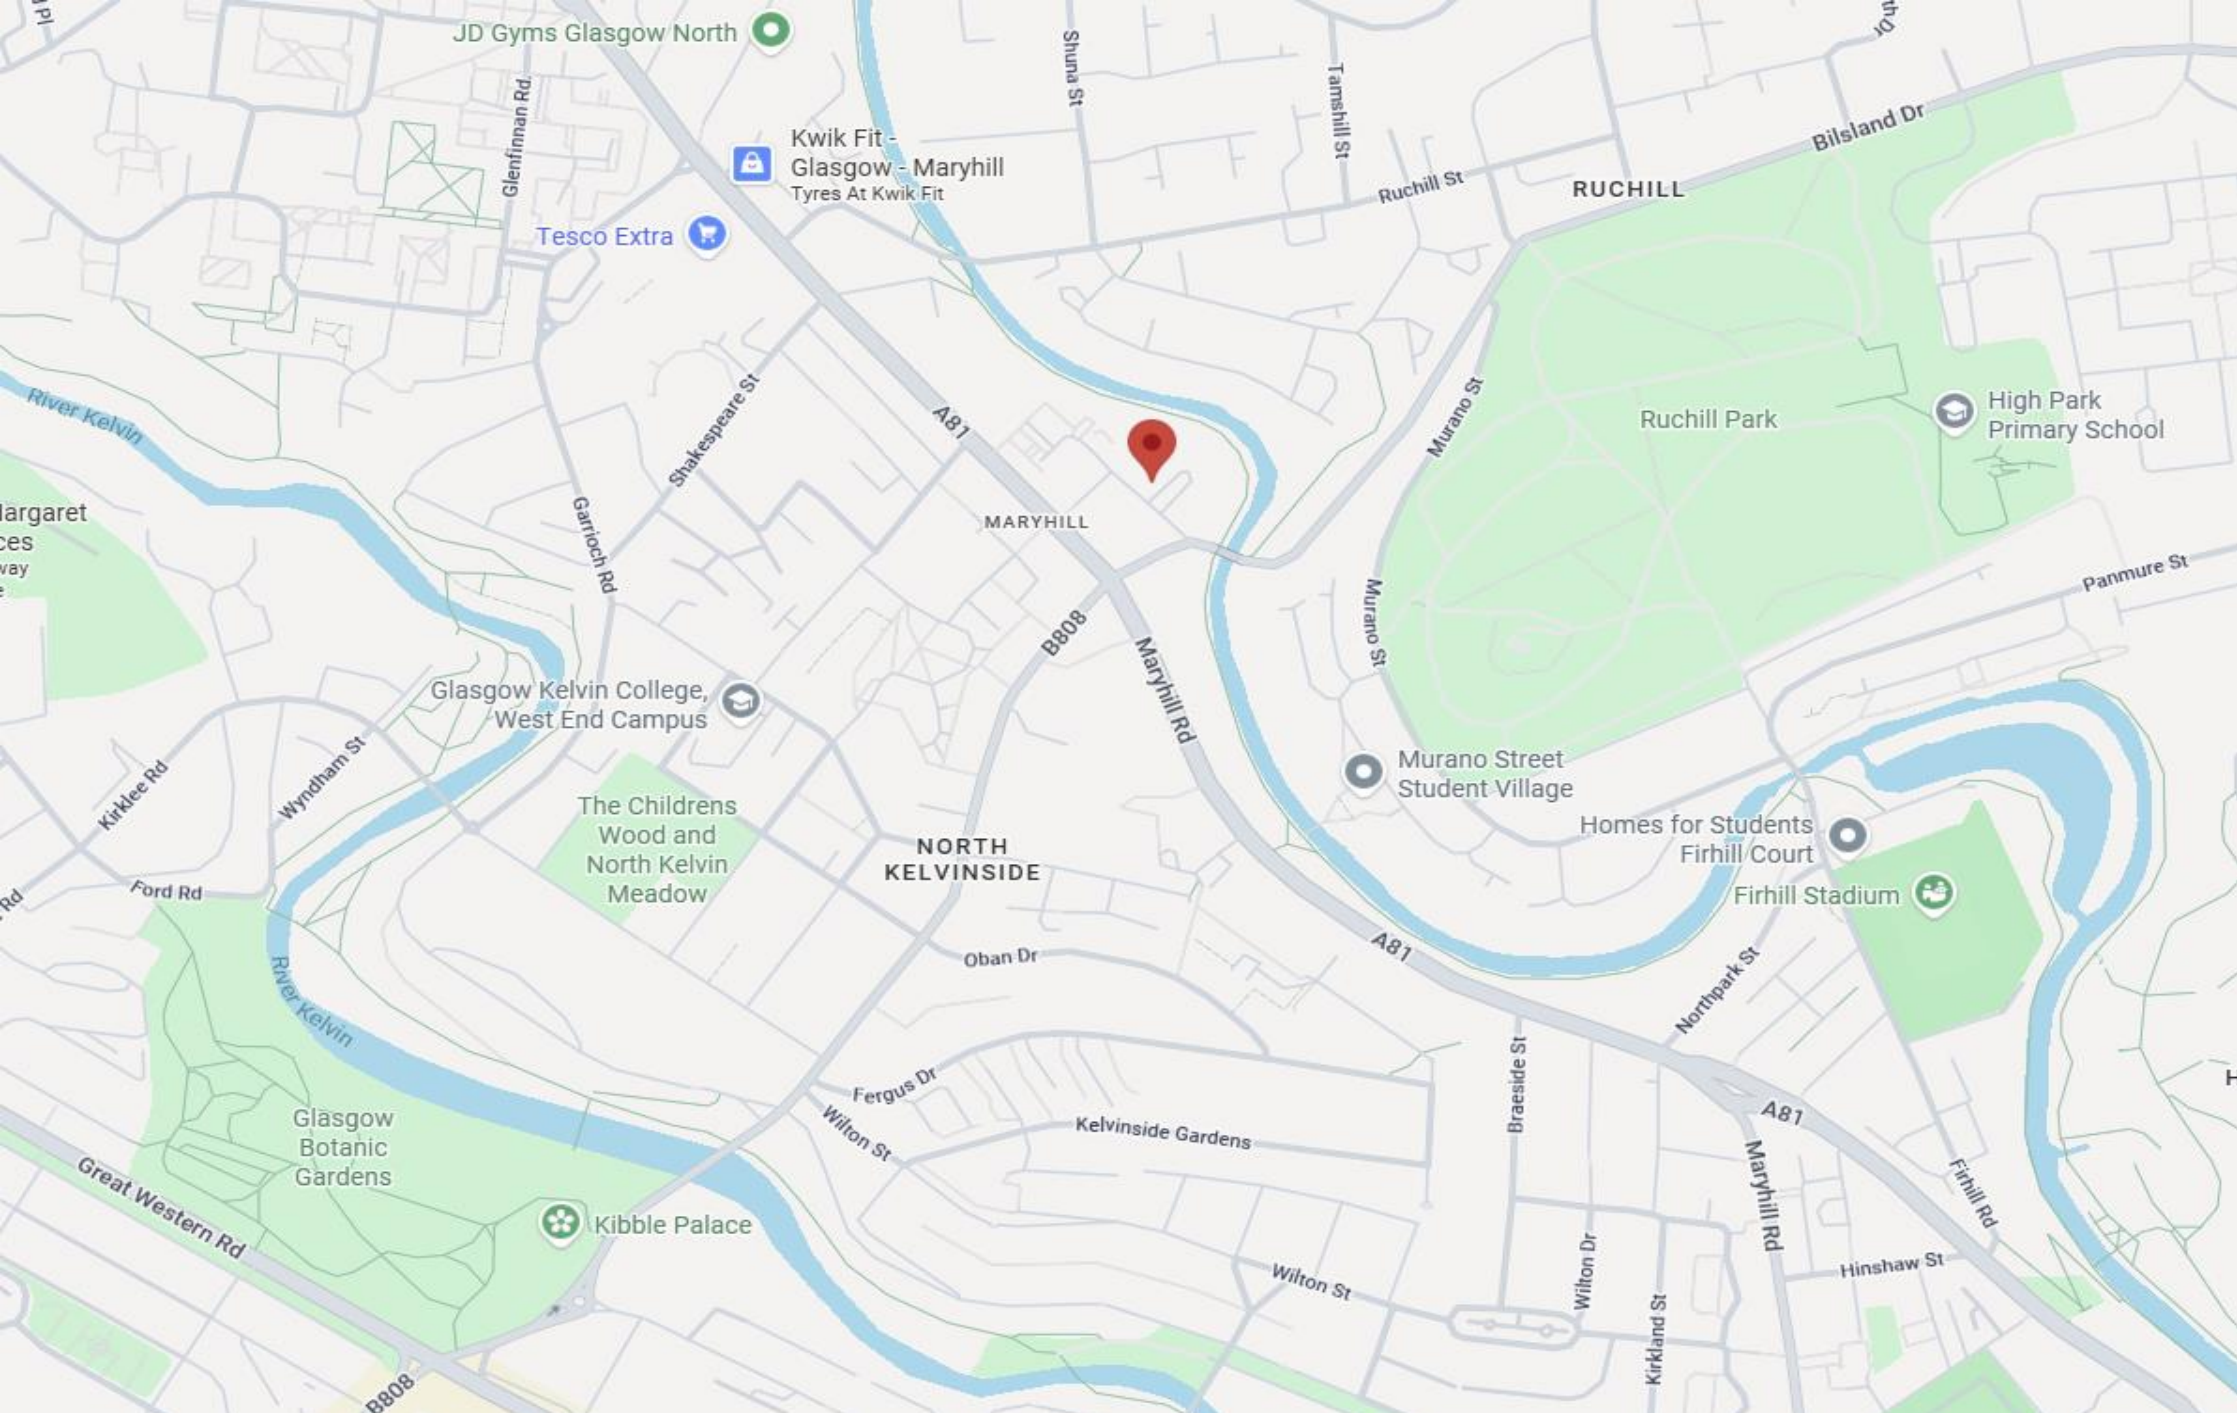 JD Gyms Glasgow North
Shuna St
Tamshill St
Glenfinnan Rd.
Kwik Fit -
Glasgow - Maryhill
Tyres At Kwik Fit
Bilsland Dr
Ruchill St
RUCHILL
Tesco Extra
River Kelvin
Shakespeare St
A81
Murano St
Ruchill Park
High Park
Primary School
Garrioch Rd
MARYHILL
Panmure St
B808
Murano St
Maryhill Rd
Glasgow Kelvin College,
West End Campus
Kirklee Rd
Wyndham St
Murano Street
Student Village
The Childrens
Wood and
North Kelvin
Meadow
Homes for Students
Firhill Court
NORTH
KELVINSIDE
Ford Rd
Rd
Firhill Stadium
Oban Dr
A81
Northpark St
River Kelvin
Fergus Dr
Braeside St
A81
Glasgow
Botanic
Gardens
Wilton St
Kelvinside Gardens
Great Western Rd
Maryhill Rd
Firhill Rd
Kibble Palace
Wilton St
Wilton Dr
Hinshaw St
Kirkland St
B808